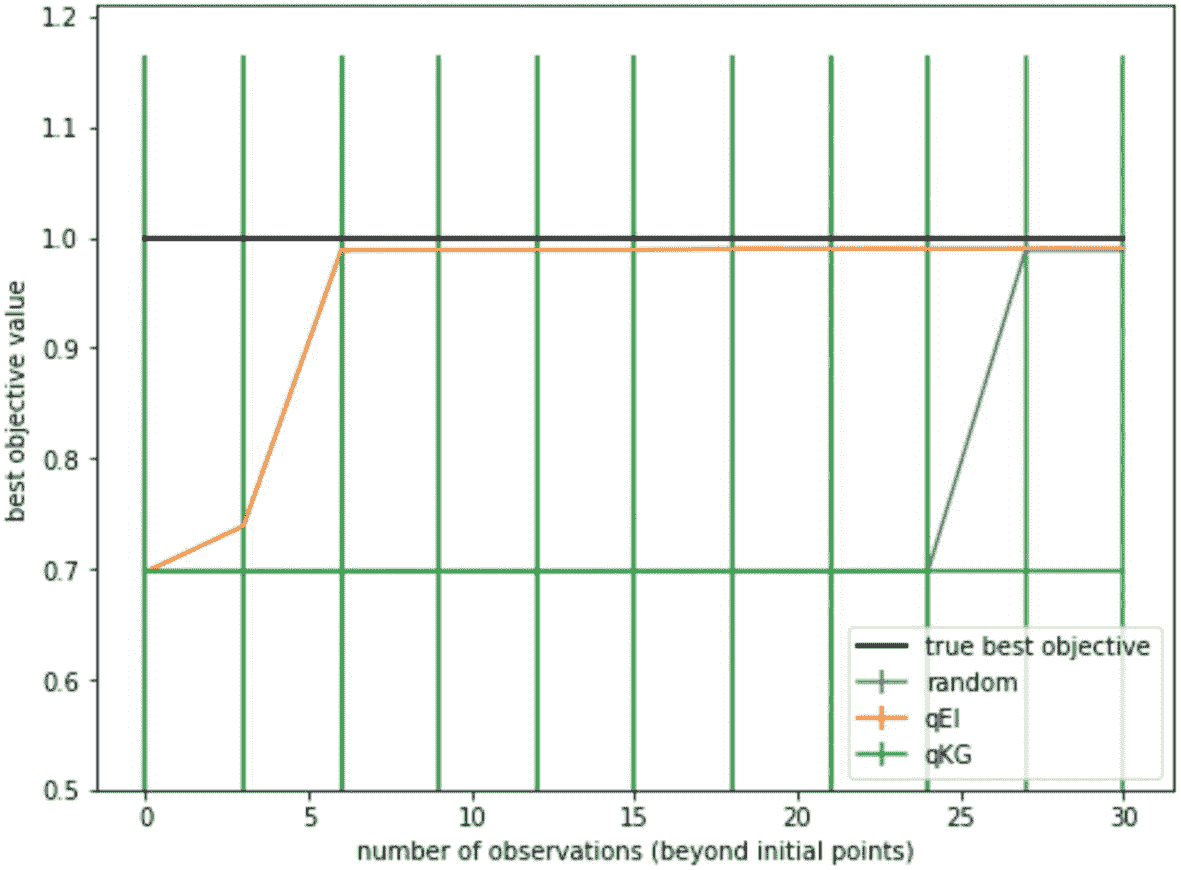 1.2
1.1
1.0
0.9
0.8
0.7
0.6
0.5
best objective value
true best objective
random
qEI
qKG
0 5 10 15 20 25 30
number of observations (beyond initial points)